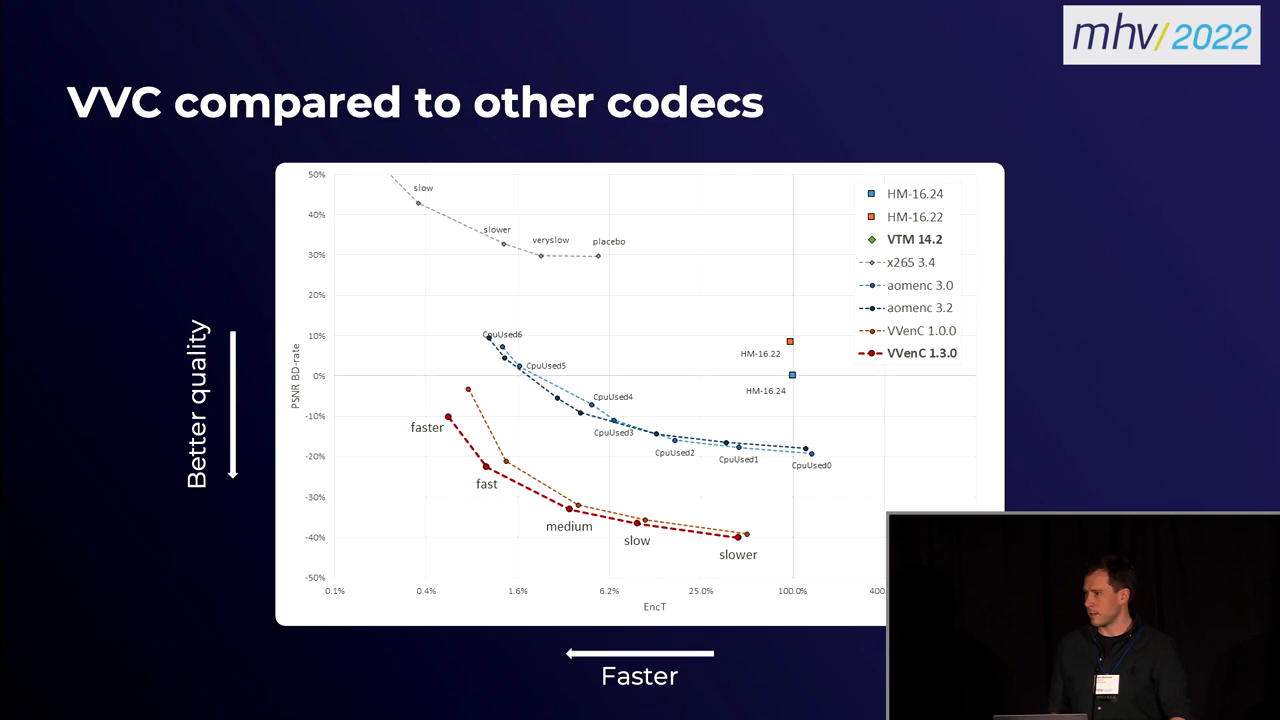 mhv/2022
VVC compared to other codecs
50%
40%
30%
20%
10%
0%
-10%
-20%
-30%
-40%
-50%
PSNR BD-rate
0.1%
0.4%
1.6%
6.2%
25.0%
100.0%
400.
EncT
slow
slower
veryslow
placebo
CpuUsed6
CpuUsed5
CpuUsed4
CpuUsed3
CpuUsed2
CpuUsed1
CpuUsed0
HM-16.22
HM-16.24
faster
fast
medium
slow
slower
HM-16.24
HM-16.22
VTM 14.2
x265 3.4
aomenc 3.0
aomenc 3.2
VVenC 1.0.0
VVenC 1.3.0
Better quality
Faster